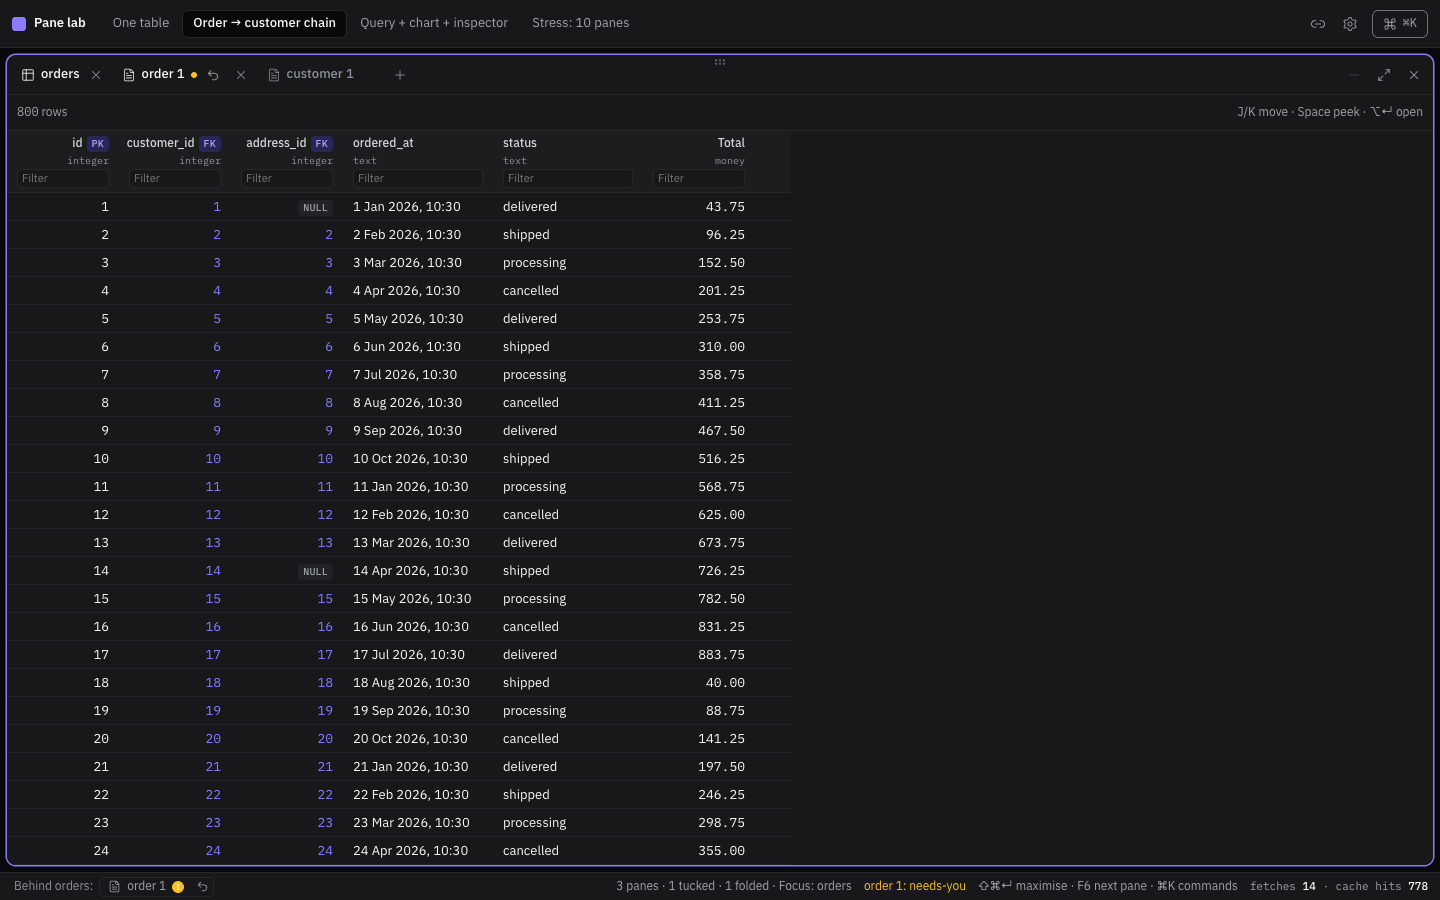 Pane lab One table Order → customer chain Query + chart + inspector Stress: 10 panes ⌘ ⌘K
orders order 1 customer 1
800 rows J/K move · Space peek · ⌥↵ open
id PK customer_id FK address_id FK ordered_at status Total
integer integer integer text text money
Filter Filter Filter Filter Filter Filter
1 1 NULL 1 Jan 2026, 10:30 delivered 43.75
2 2 2 2 Feb 2026, 10:30 shipped 96.25
3 3 3 3 Mar 2026, 10:30 processing 152.50
4 4 4 4 Apr 2026, 10:30 cancelled 201.25
5 5 5 5 May 2026, 10:30 delivered 253.75
6 6 6 6 Jun 2026, 10:30 shipped 310.00
7 7 7 7 Jul 2026, 10:30 processing 358.75
8 8 8 8 Aug 2026, 10:30 cancelled 411.25
9 9 9 9 Sep 2026, 10:30 delivered 467.50
10 10 10 10 Oct 2026, 10:30 shipped 516.25
11 11 11 11 Jan 2026, 10:30 processing 568.75
12 12 12 12 Feb 2026, 10:30 cancelled 625.00
13 13 13 13 Mar 2026, 10:30 delivered 673.75
14 14 NULL 14 Apr 2026, 10:30 shipped 726.25
15 15 15 15 May 2026, 10:30 processing 782.50
16 16 16 16 Jun 2026, 10:30 cancelled 831.25
17 17 17 17 Jul 2026, 10:30 delivered 883.75
18 18 18 18 Aug 2026, 10:30 shipped 40.00
19 19 19 19 Sep 2026, 10:30 processing 88.75
20 20 20 20 Oct 2026, 10:30 cancelled 141.25
21 21 21 21 Jan 2026, 10:30 delivered 197.50
22 22 22 22 Feb 2026, 10:30 shipped 246.25
23 23 23 23 Mar 2026, 10:30 processing 298.75
24 24 24 24 Apr 2026, 10:30 cancelled 355.00
Behind orders: order 1 ! 3 panes · 1 tucked · 1 folded · Focus: orders order 1: needs-you ⇧⌘↵ maximise · F6 next pane · ⌘K commands fetches 14 · cache hits 778